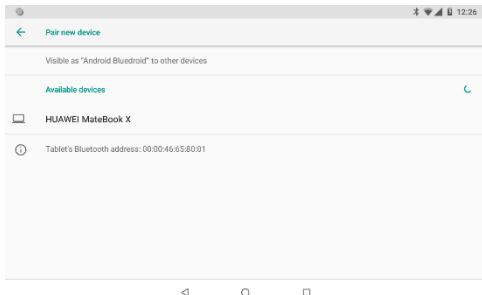 12:26
Pair new device
Visible as "Android Bluedroid" to other devices
Available devices
HUAWEI MateBook X
Tablet's Bluetooth address: 00:00:46:65:80:01